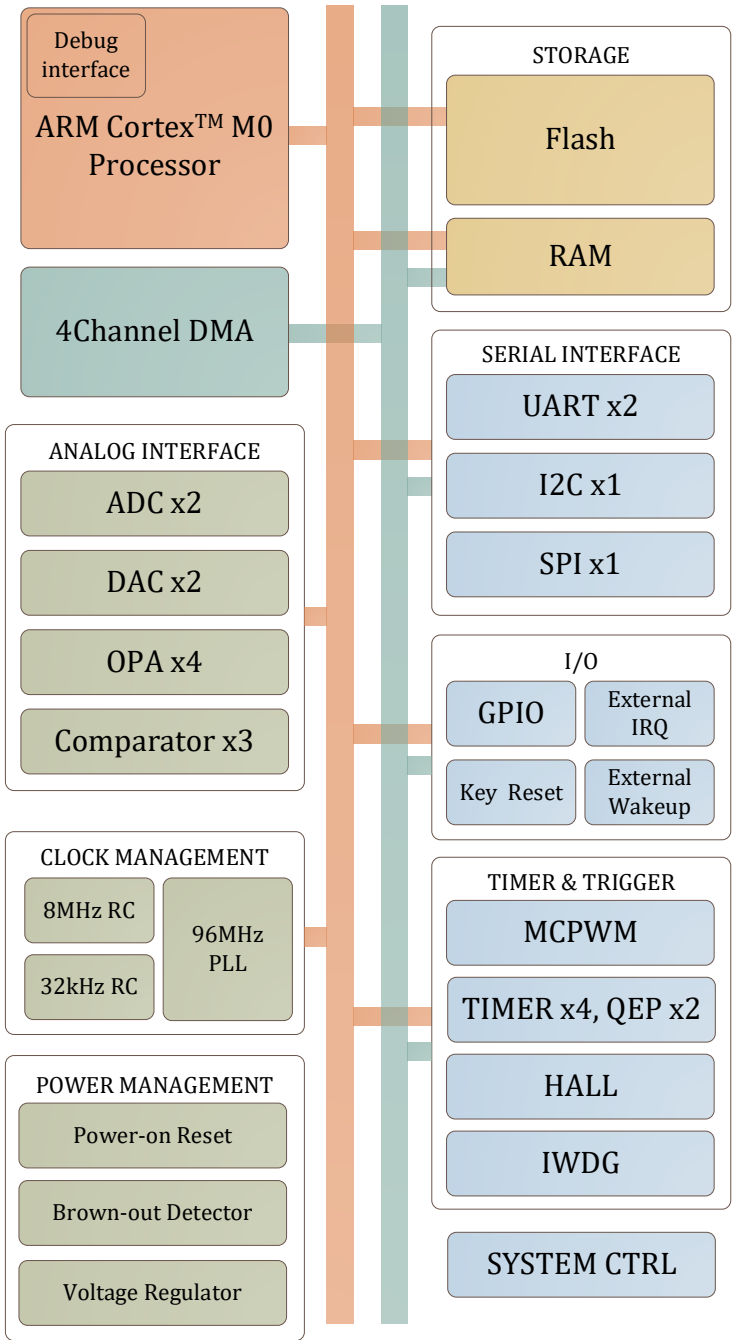 Debug
interface
ARM Cortex™ M0
Processor
4Channel DMA
ANALOG INTERFACE
ADC x2
DAC x2
OPA x4
Comparator x3
CLOCK MANAGEMENT
8MHz RC
32kHz RC
96MHz
PLL
POWER MANAGEMENT
Power-on Reset
Brown-out Detector
Voltage Regulator
STORAGE
Flash
RAM
SERIAL INTERFACE
UART x2
I2C x1
SPI x1
I/O
GPIO
External
IRQ
Key Reset
External
Wakeup
TIMER & TRIGGER
MCPWM
TIMER x4, QEP x2
HALL
IWDG
SYSTEM CTRL